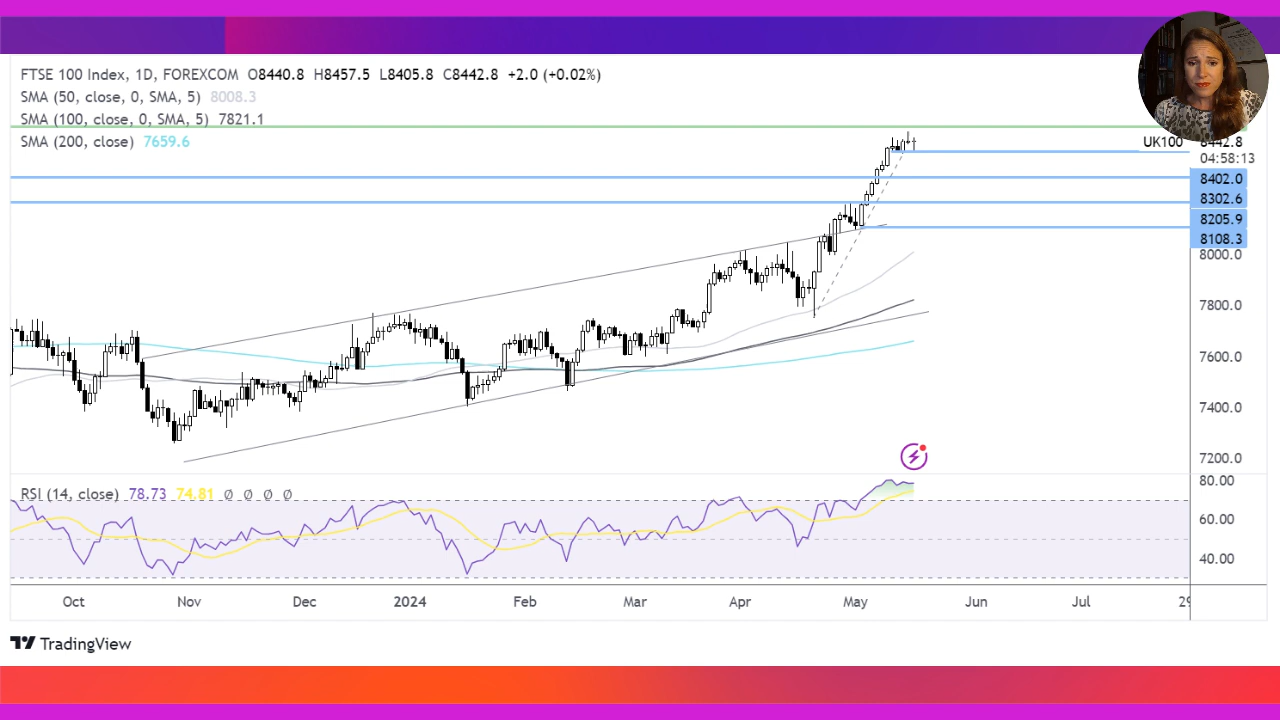 FTSE 100 Index, 1D, FOREXCOM O8440.8 H8457.5 L8405.8 C8442.8 +2.0 (+0.02%)
SMA (50, close, 0, SMA, 5) 8008.3
SMA (100, close, 0, SMA, 5) 7821.1
SMA (200, close) 7659.6
UK100 8442.8
04:58:13
8402.0
8302.6
8205.9
8108.3
8000.0
7800.0
7600.0
7400.0
7200.0
RSI (14, close) 78.73 74.81 Ø Ø Ø Ø
80.00
60.00
40.00
Oct Nov Dec 2024 Feb Mar Apr May Jun Jul 29
TradingView